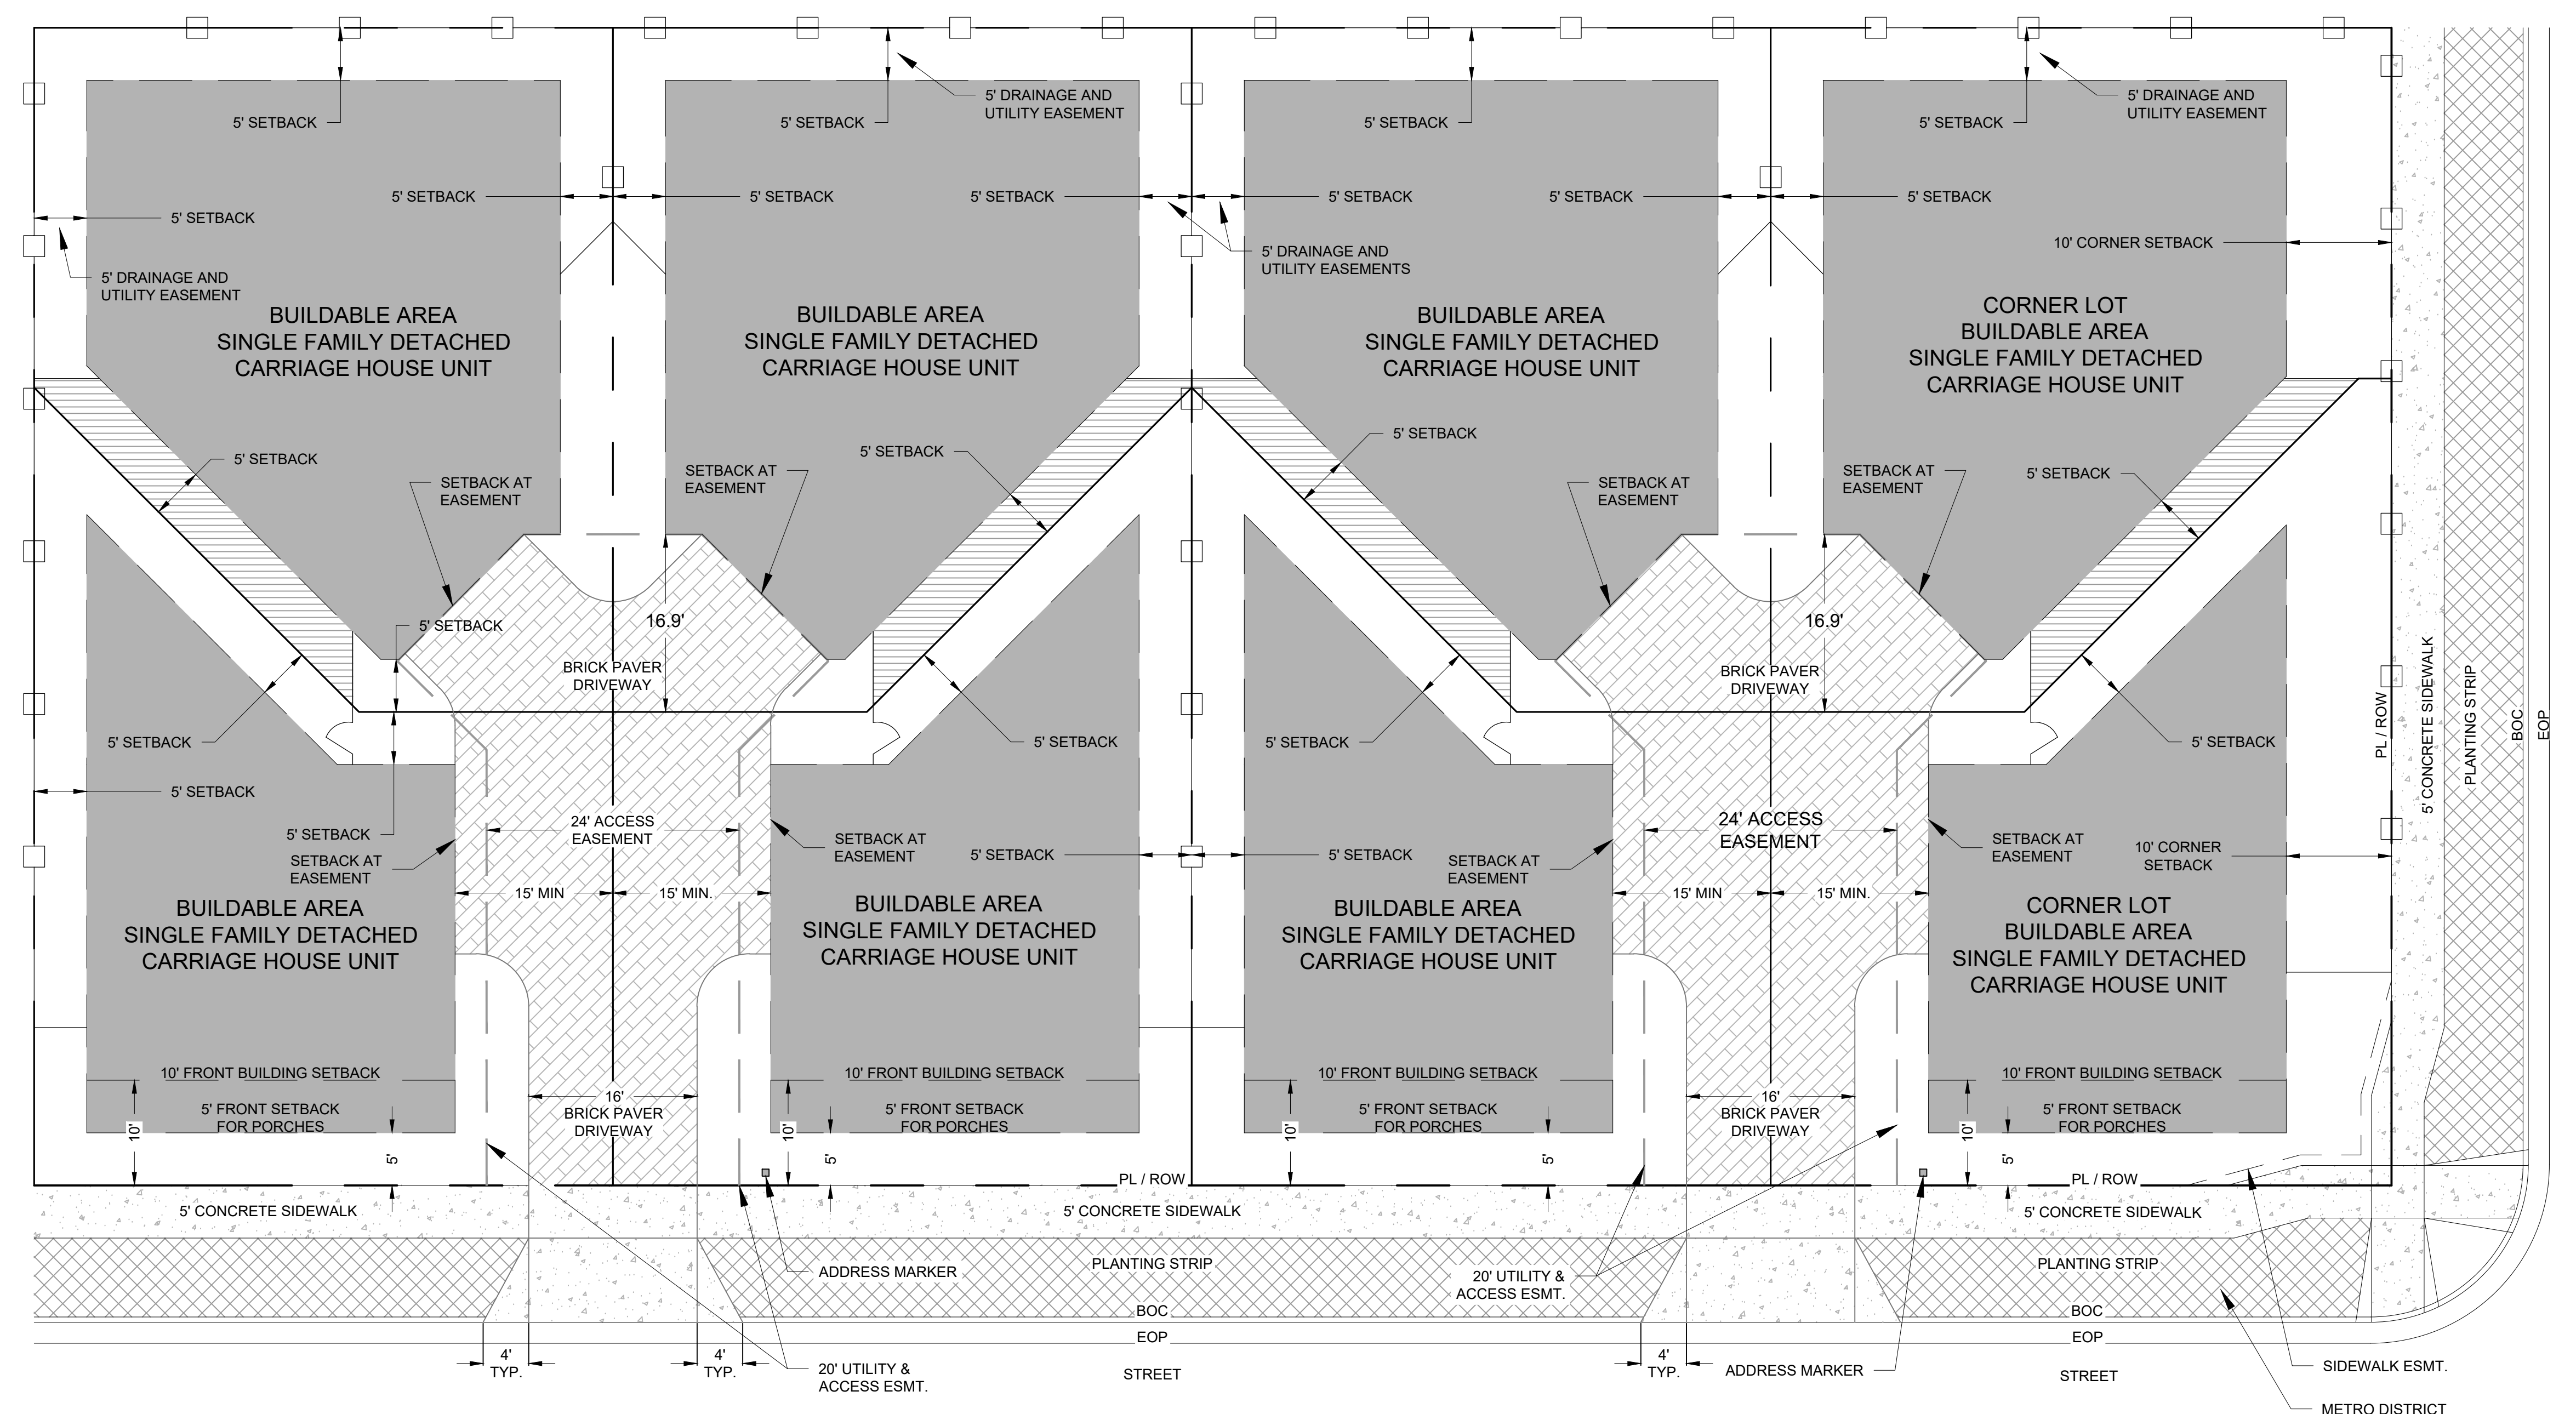 5' SETBACK
5' SETBACK
5' DRAINAGE AND
UTILITY EASEMENT
5' SETBACK
5' SETBACK
5' DRAINAGE AND
UTILITY EASEMENT
5' SETBACK
5' SETBACK
5' SETBACK
5' SETBACK
5' SETBACK
5' SETBACK
5' SETBACK
10' CORNER SETBACK
5' DRAINAGE AND
UTILITY EASEMENT
5' DRAINAGE AND
UTILITY EASEMENTS
BUILDABLE AREA
SINGLE FAMILY DETACHED
CARRIAGE HOUSE UNIT
BUILDABLE AREA
SINGLE FAMILY DETACHED
CARRIAGE HOUSE UNIT
BUILDABLE AREA
SINGLE FAMILY DETACHED
CARRIAGE HOUSE UNIT
CORNER LOT
BUILDABLE AREA
SINGLE FAMILY DETACHED
CARRIAGE HOUSE UNIT
5' SETBACK
SETBACK AT
EASEMENT
SETBACK AT
EASEMENT
5' SETBACK
5' SETBACK
SETBACK AT
EASEMENT
SETBACK AT
EASEMENT
5' SETBACK
5' SETBACK
16.9'
16.9'
BRICK PAVER
DRIVEWAY
BRICK PAVER
DRIVEWAY
5' SETBACK
5' SETBACK
5' SETBACK
5' SETBACK
PL / ROW
5' CONCRETE SIDEWALK
PLANTING STRIP
BOC
EOP
5' SETBACK
5' SETBACK
SETBACK AT
EASEMENT
24' ACCESS
EASEMENT
SETBACK AT
EASEMENT
5' SETBACK
5' SETBACK
SETBACK AT
EASEMENT
24' ACCESS
EASEMENT
SETBACK AT
EASEMENT
10' CORNER
SETBACK
15' MIN
15' MIN.
15' MIN
15' MIN.
BUILDABLE AREA
SINGLE FAMILY DETACHED
CARRIAGE HOUSE UNIT
BUILDABLE AREA
SINGLE FAMILY DETACHED
CARRIAGE HOUSE UNIT
BUILDABLE AREA
SINGLE FAMILY DETACHED
CARRIAGE HOUSE UNIT
CORNER LOT
BUILDABLE AREA
SINGLE FAMILY DETACHED
CARRIAGE HOUSE UNIT
10' FRONT BUILDING SETBACK
10' FRONT BUILDING SETBACK
10' FRONT BUILDING SETBACK
10' FRONT BUILDING SETBACK
5' FRONT SETBACK
FOR PORCHES
16'
BRICK PAVER
DRIVEWAY
5' FRONT SETBACK
FOR PORCHES
5' FRONT SETBACK
FOR PORCHES
16'
BRICK PAVER
DRIVEWAY
5' FRONT SETBACK
FOR PORCHES
10'
5'
10'
5'
10'
5'
10'
5'
PL / ROW
PL / ROW
5' CONCRETE SIDEWALK
5' CONCRETE SIDEWALK
5' CONCRETE SIDEWALK
ADDRESS MARKER
PLANTING STRIP
20' UTILITY &
ACCESS ESMT.
PLANTING STRIP
BOC
BOC
EOP
EOP
4'
TYP.
4'
TYP.
20' UTILITY &
ACCESS ESMT.
STREET
4'
TYP.
ADDRESS MARKER
STREET
SIDEWALK ESMT.
METRO DISTRICT